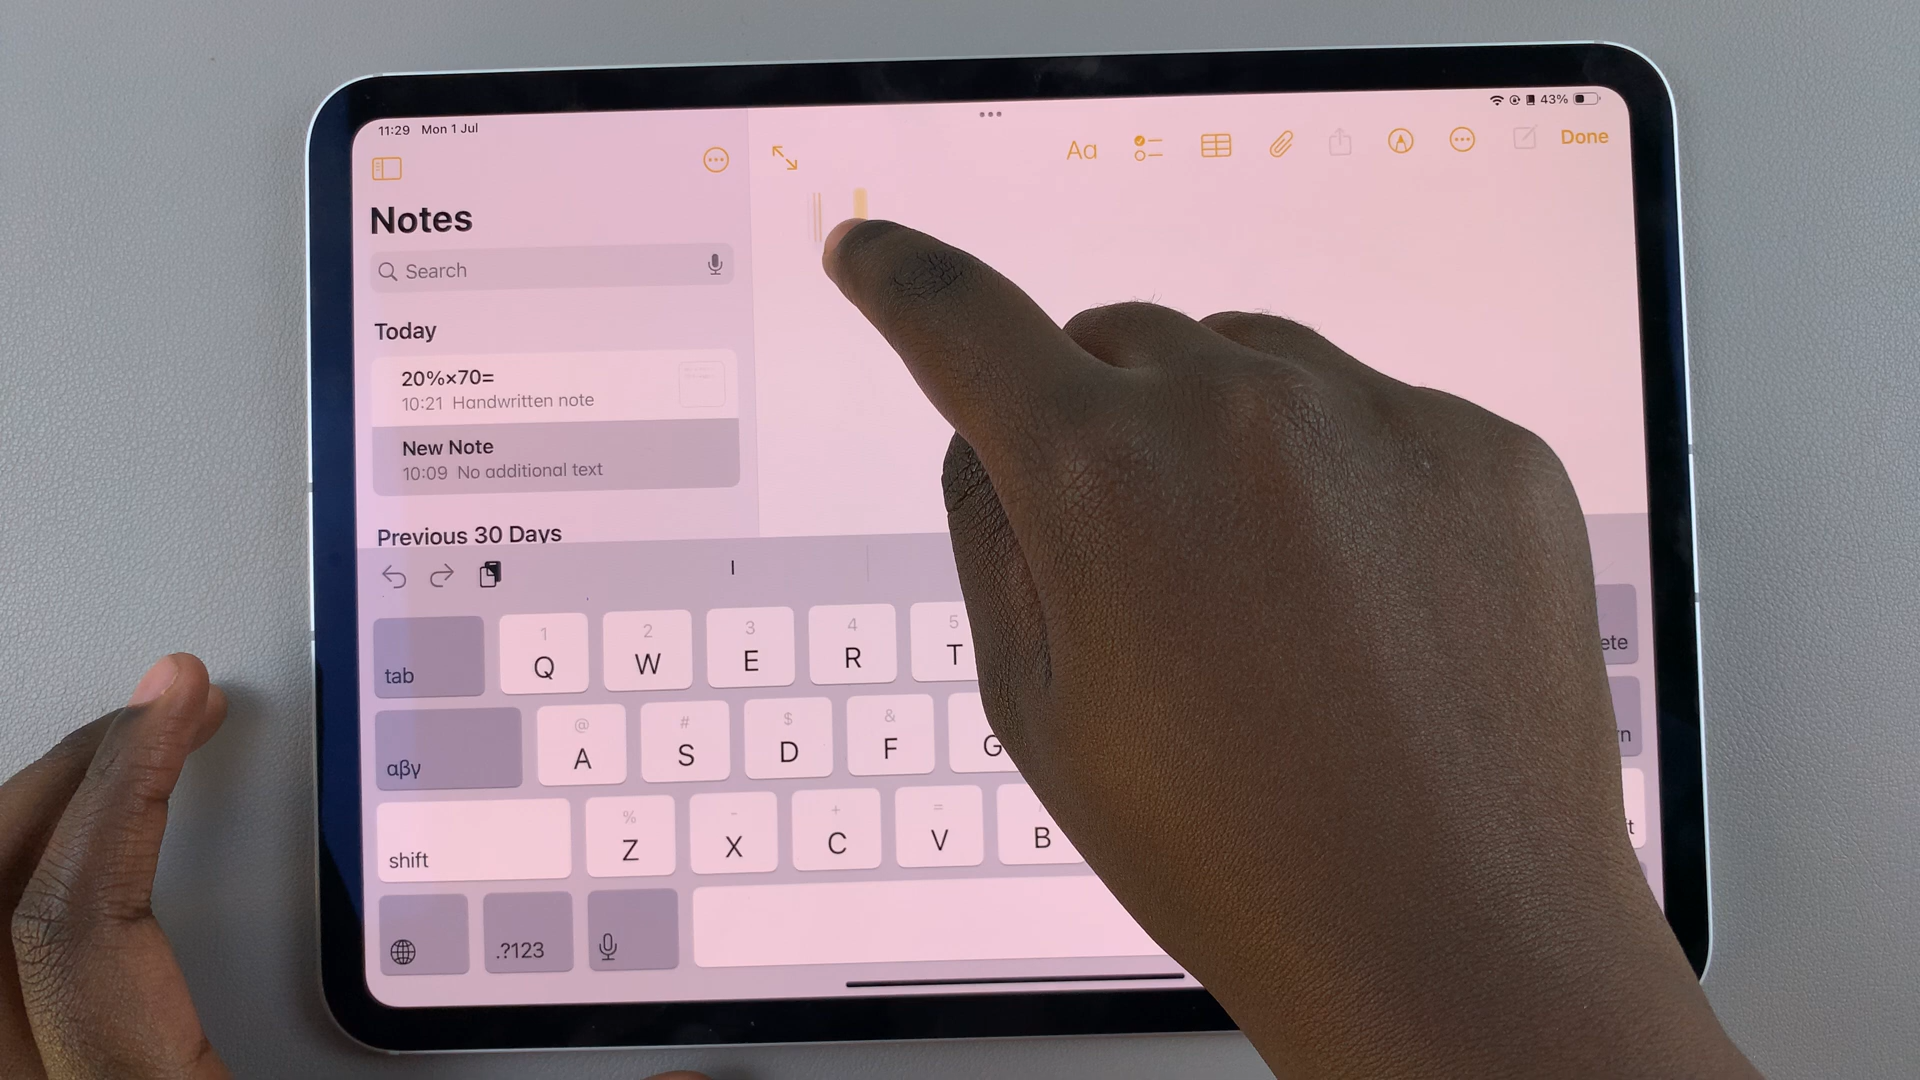 11:29 Mon 1 Jul
43%
Aa
Done
Notes
Search
Today
20%×70=
10:21 Handwritten note
New Note
10:09 No additional text
Previous 30 Days
I
1 2 3 4 5
tab Q W E R T ete
@ # $ &
αβγ A S D F G rn
% - + =
shift Z X C V B t
.?123